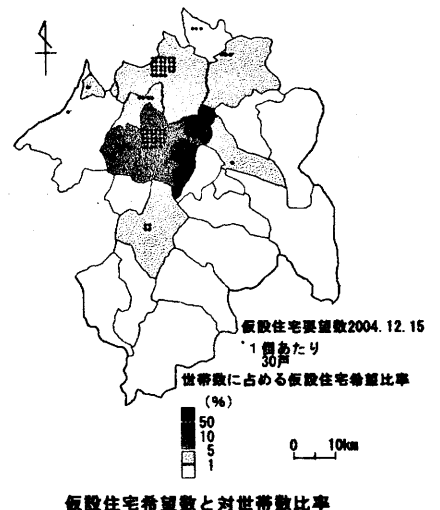 仮設住宅要望数2004.12.15
1個あたり
30戸
世帯数に占める仮設住宅希望比率
(%)
50
10
5
1
0 10km
仮設住宅希望数と対世帯数比率